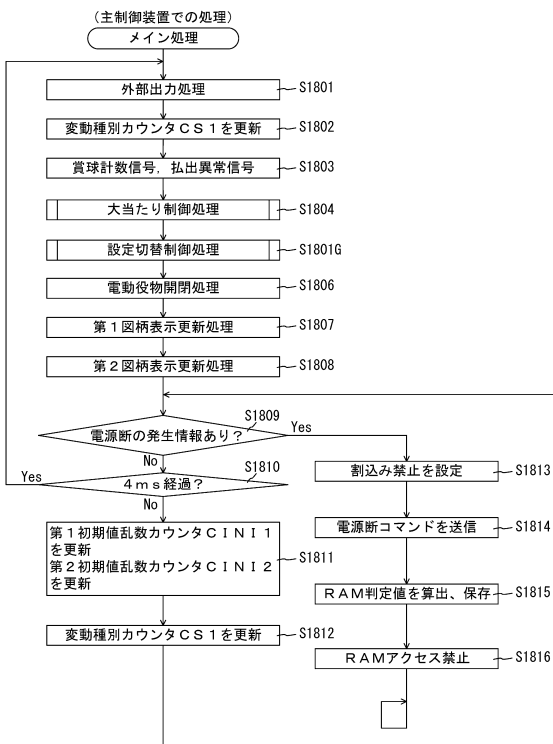 (主制御装置での処理)
メイン処理
外部出力処理
S1801
変動種別カウンタCS1を更新
S1802
賞球計数信号,払出異常信号
S1803
大当たり制御処理
S1804
設定切替制御処理
S1801G
電動役物開閉処理
S1806
第1図柄表示更新処理
S1807
第2図柄表示更新処理
S1808
電源断の発生情報あり?
S1809
Yes
No
4ms経過?
S1810
Yes
No
第1初期値乱数カウンタCINI1
を更新
第2初期値乱数カウンタCINI2
を更新
S1811
変動種別カウンタCS1を更新
S1812
割込み禁止を設定
S1813
電源断コマンドを送信
S1814
RAM判定値を算出、保存
S1815
RAMアクセス禁止
S1816